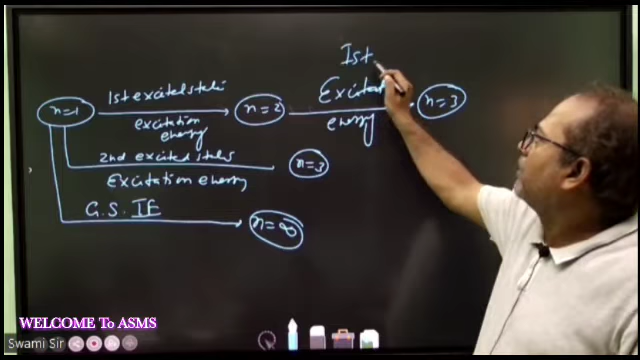 Ist
1st excited state Excitation
n=1 n=2 n=3
excitation energy
energy
2nd excited state n=3
Excitation energy
G.S. IE
n=∞
WELCOME To ASMS
Swami Sir